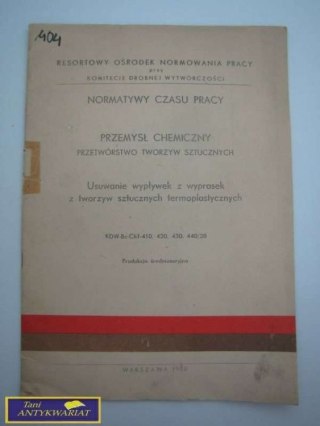 404
RESORTOWY OŚRODEK NORMOWANIA PRACY
przy
KOMITECIE DROBNEJ WYTWÓRCZOŚCI
NORMATYWY CZASU PRACY
PRZEMYSŁ CHEMICZNY
PRZETWÓRSTWO TWORZYW SZTUCZNYCH
Usuwanie wypływek z wyprasek
z tworzyw sztucznych termoplastycznych
Produkcja średnioseryjna
WARSZAWA
Tani
ANTYKWARIAT